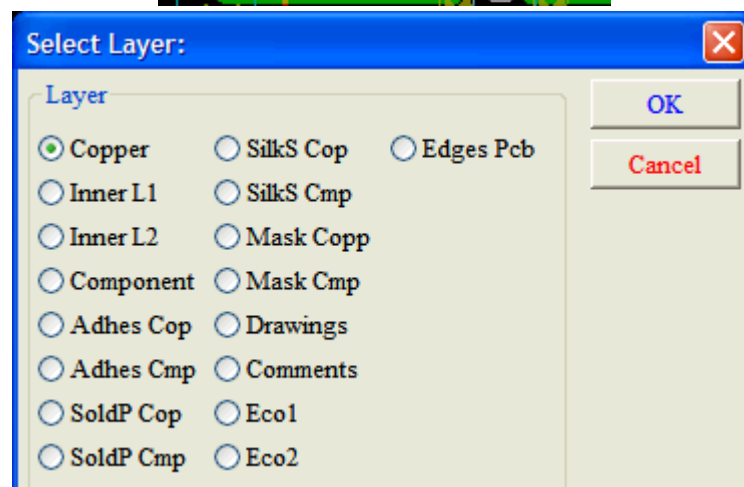 Select Layer:
Layer
OK
Cancel
Copper SilkS Cop Edges Pcb
Inner L1 SilkS Cmp
Inner L2 Mask Copp
Component Mask Cmp
Adhes Cop Drawings
Adhes Cmp Comments
SoldP Cop Eco1
SoldP Cmp Eco2